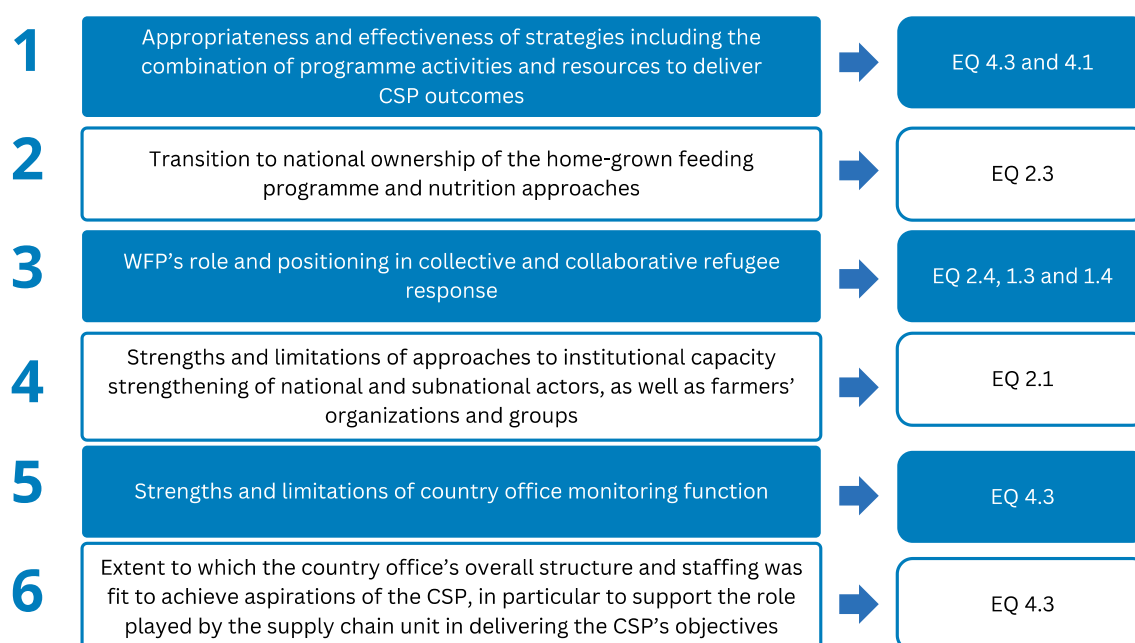 1
Appropriateness and effectiveness of strategies including the
combination of programme activities and resources to deliver
CSP outcomes
EQ 4.3 and 4.1
2
Transition to national ownership of the home-grown feeding
programme and nutrition approaches
EQ 2.3
3
WFP's role and positioning in collective and collaborative refugee
response
EQ 2.4, 1.3 and 1.4
4
Strengths and limitations of approaches to institutional capacity
strengthening of national and subnational actors, as well as farmers'
organizations and groups
EQ 2.1
5
Strengths and limitations of country office monitoring function
EQ 4.3
6
Extent to which the country office's overall structure and staffing was
fit to achieve aspirations of the CSP, in particular to support the role
played by the supply chain unit in delivering the CSP's objectives
EQ 4.3